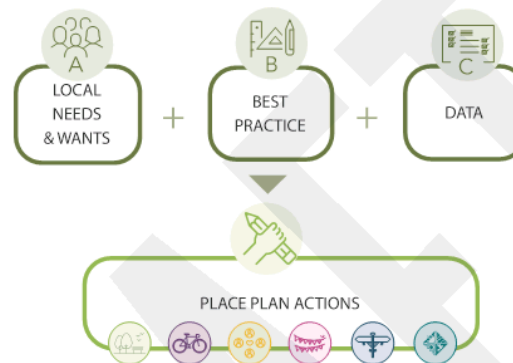 A
LOCAL
NEEDS
& WANTS
+
B
BEST
PRACTICE
+
C
DATA
PLACE PLAN ACTIONS